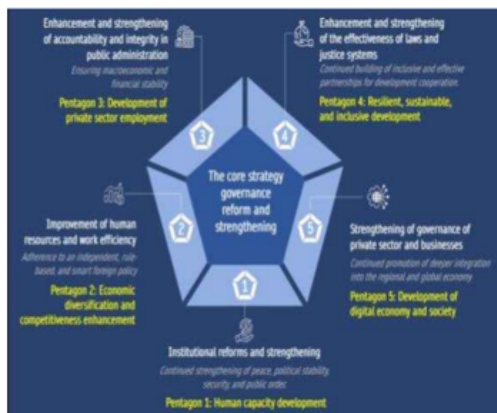 Enhancement and strengthening
of accountability and integrity in
public administration
Ensuring macroeconomic and
financial stability
Pentagon 3: Development of
private sector employment
Enhancement and strengthening
of the effectiveness of laws and
justice systems
Continued building of inclusive and effective
partnerships for development cooperation.
Pentagon 4: Resilient, sustainable,
and inclusive development
3
4
The core strategy
governance
reform and
strengthening
2
5
1
Improvement of human
resources and work efficiency
Adherence to an independent, rule-
based, and smart foreign policy
Pentagon 2: Economic
diversification and
competitiveness enhancement
Strengthening of governance of
private sector and businesses
Continued promotion of deeper integration
into the regional and global economy
Pentagon 5: Development of
digital economy and society
Institutional reforms and strengthening
Continued strengthening of peace, political stability,
security, and public order.
Pentagon 1: Human capacity development